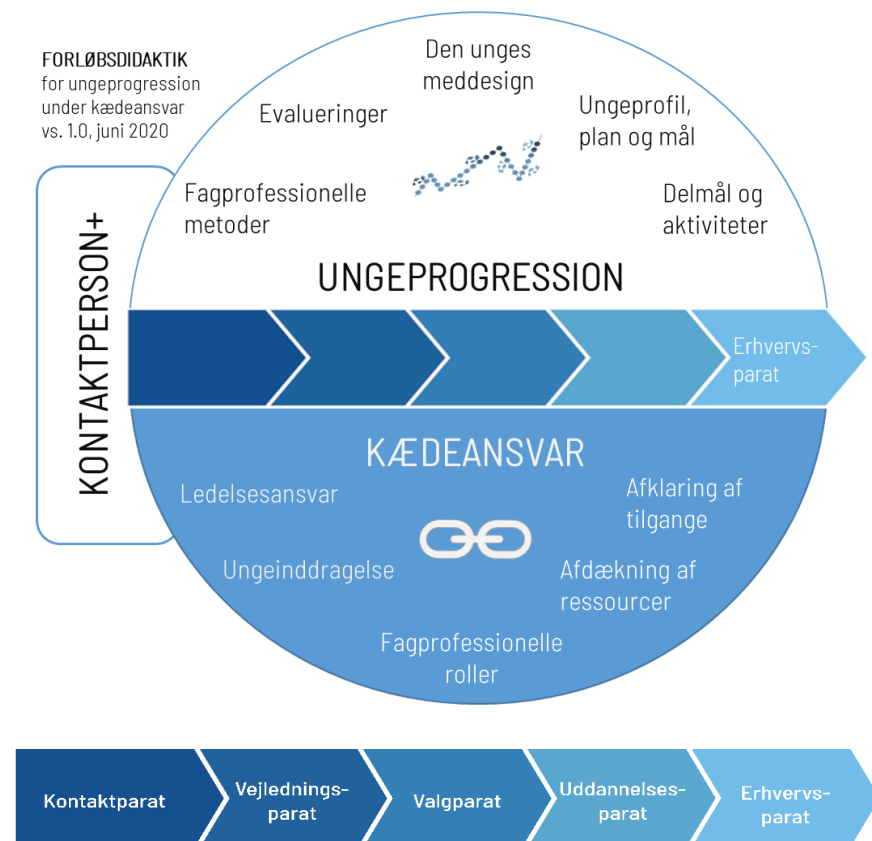 FORLØBSDIDAKTIK
for ungeprogression
under kædeansvar
vs. 1.0, juni 2020
KONTAKTPERSON+
Den unges
meddesign
Evalueringer
Ungeprofil,
plan og mål
Fagprofessionelle
metoder
Delmål og
aktiviteter
UNGEPROGRESSION
Erhvervs-
parat
KÆDEANSVAR
Ledelsesansvar
Afklaring af
tilgange
Ungeinddragelse
Afdækning af
ressourcer
Fagprofessionelle
roller
Kontaktparat
Vejlednings-
parat
Valgparat
Uddannelses-
parat
Erhvervs-
parat